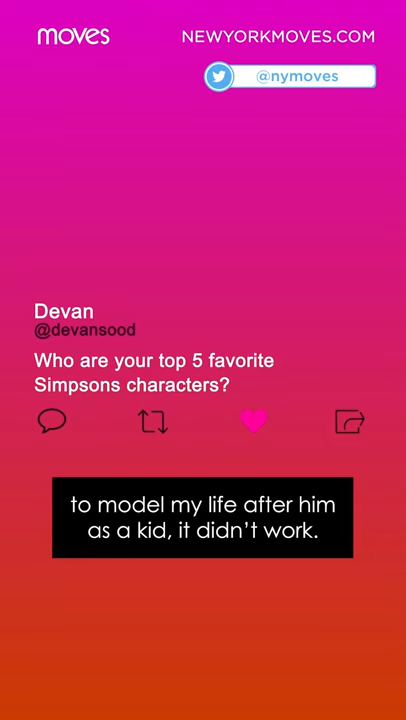 moves
NEWYORKMOVES.COM
@nymoves
Devan
@devansood
Who are your top 5 favorite
Simpsons characters?
to model my life after him
as a kid, it didn't work.